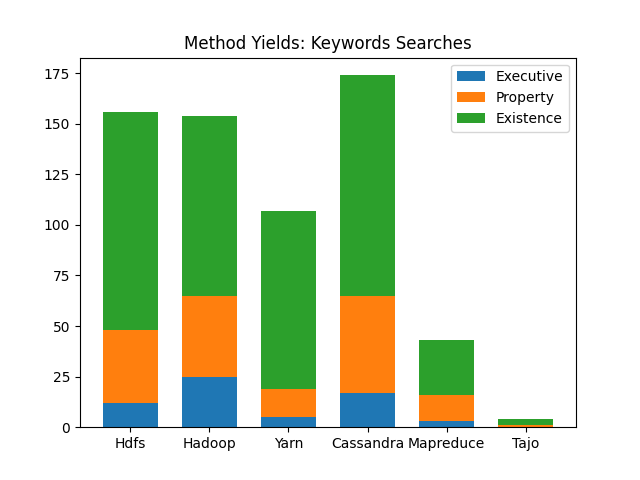 Method Yields: Keywords Searches
Executive
Property
Existence
175
150
125
100
75
50
25
0
Hdfs Hadoop Yarn Cassandra Mapreduce Tajo